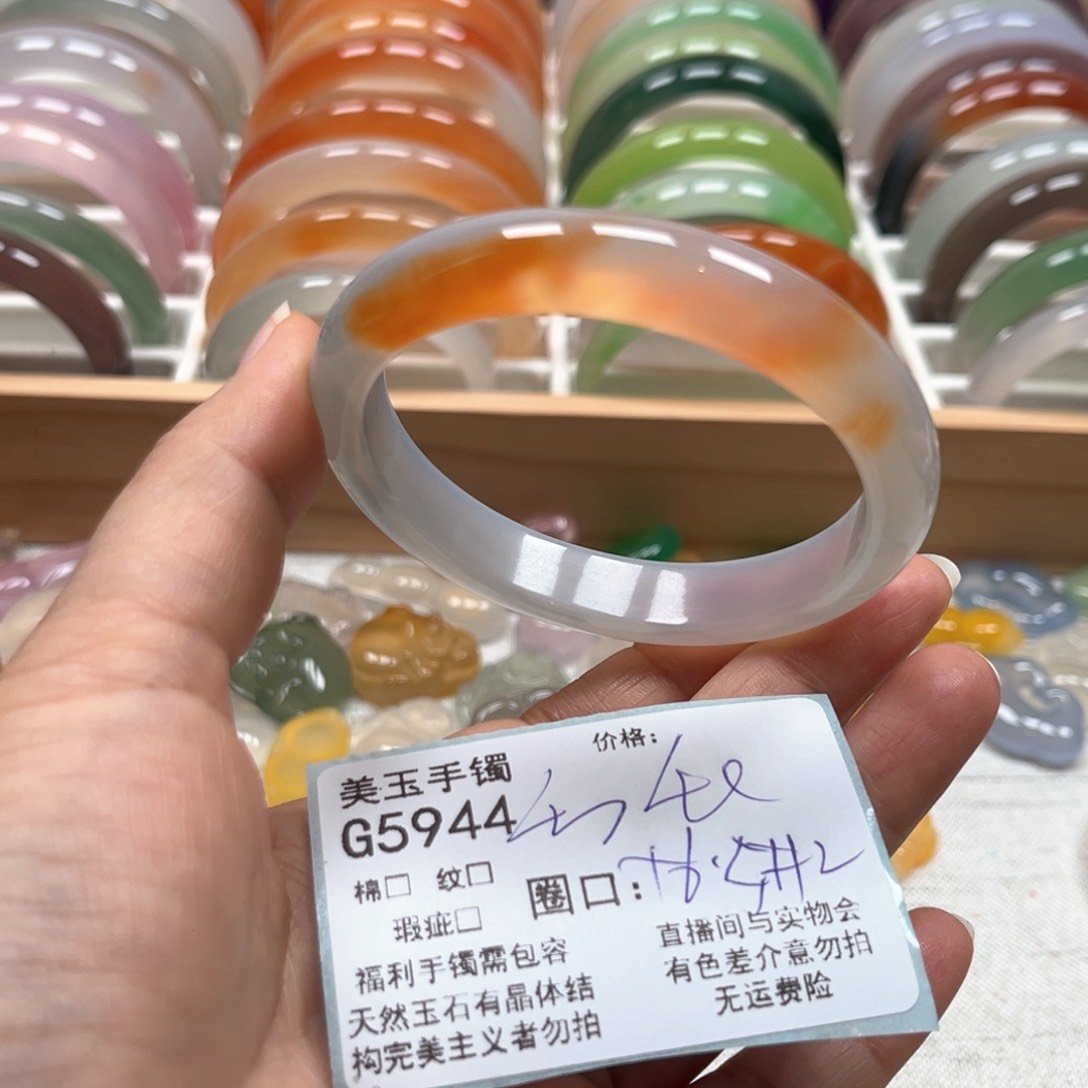 美玉手镯
价格:
G5944
棉□ 纹□
瑕疵□
圈口:
福利手镯需包容
天然玉石有晶体结
构完美主义者勿拍
直播间与实物会
有色差介意勿拍
无运费险